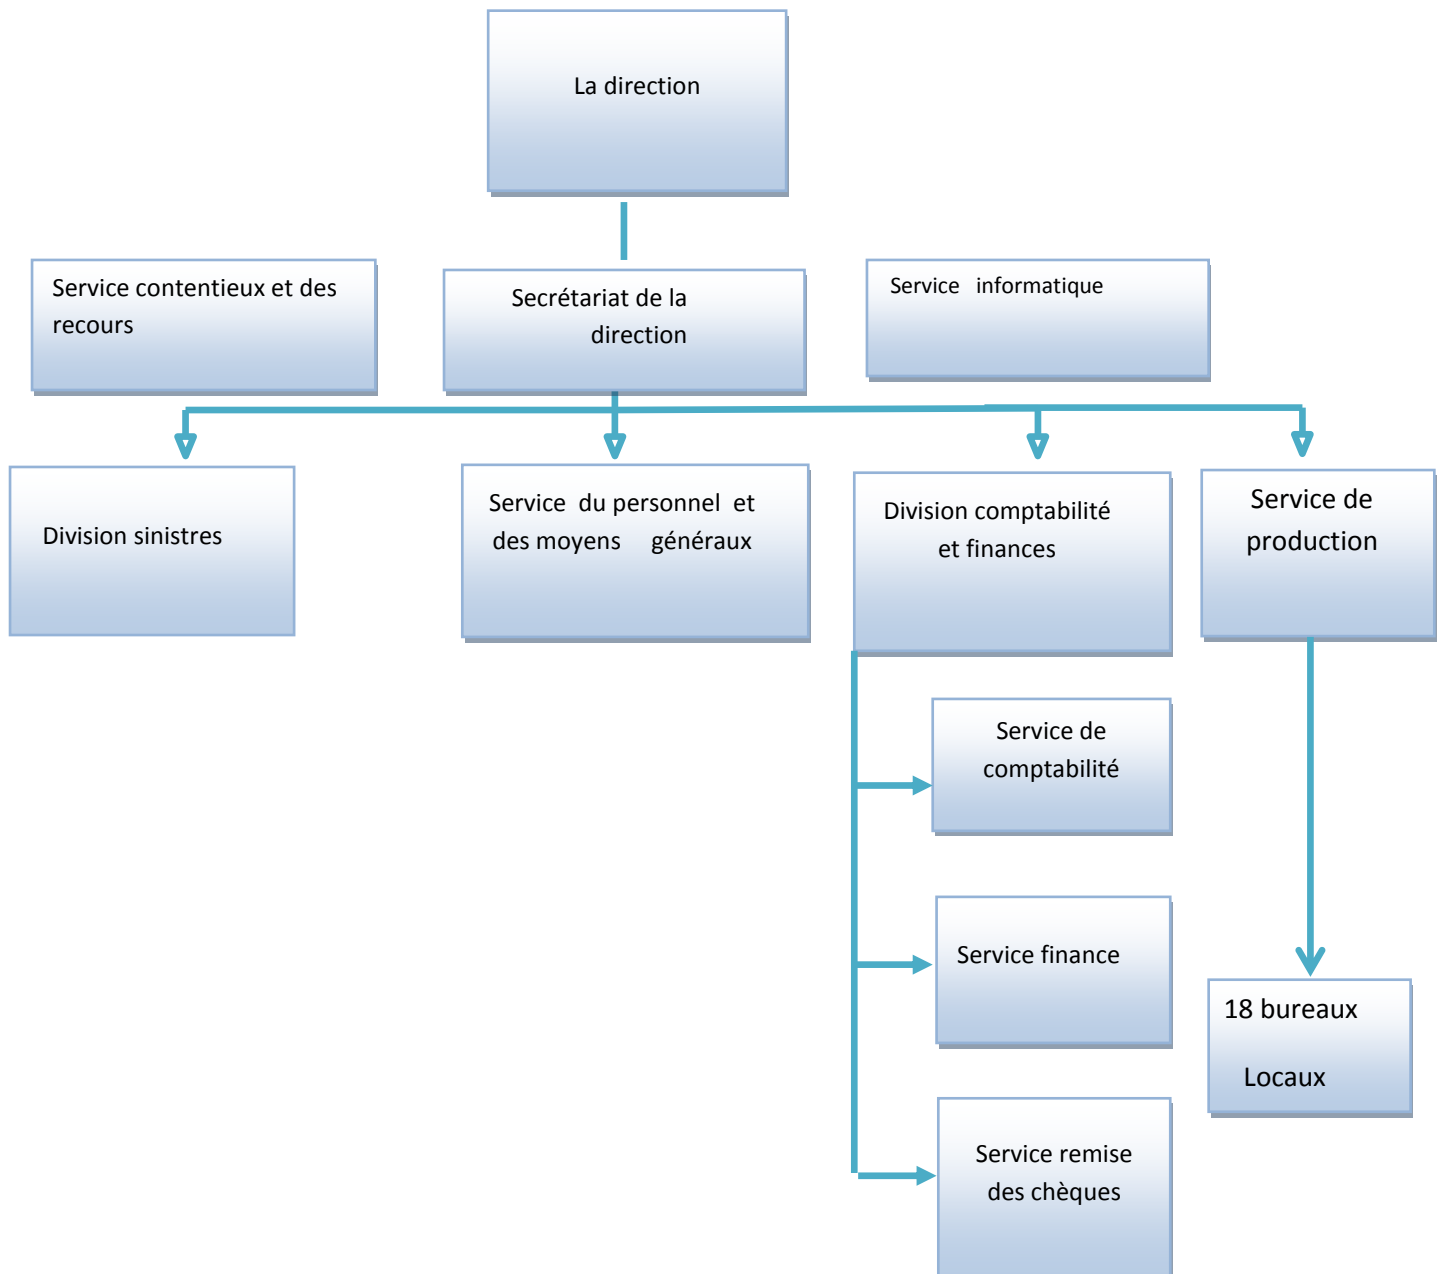 La direction
Service contentieux et des
recours
Secrétariat de la
direction
Service informatique
Division sinistres
Service du personnel et
des moyens généraux
Division comptabilité
et finances
Service de
production
Service de
comptabilité
Service finance
18 bureaux
Locaux
Service remise
des chèques